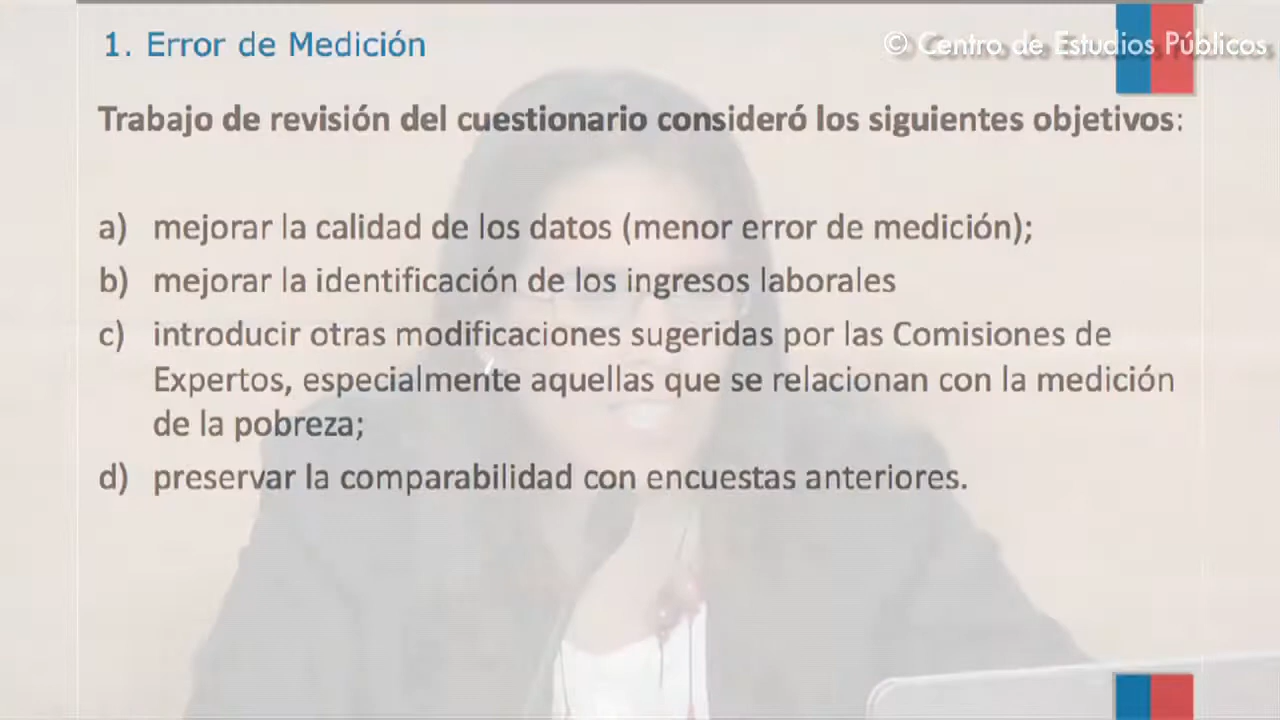 1. Error de Medición
© Centro de Estudios Públicos
Trabajo de revisión del cuestionario consideró los siguientes objetivos:
a) mejorar la calidad de los datos (menor error de medición);
b) mejorar la identificación de los ingresos laborales
c) introducir otras modificaciones sugeridas por las Comisiones de
Expertos, especialmente aquellas que se relacionan con la medición
de la pobreza;
d) preservar la comparabilidad con encuestas anteriores.